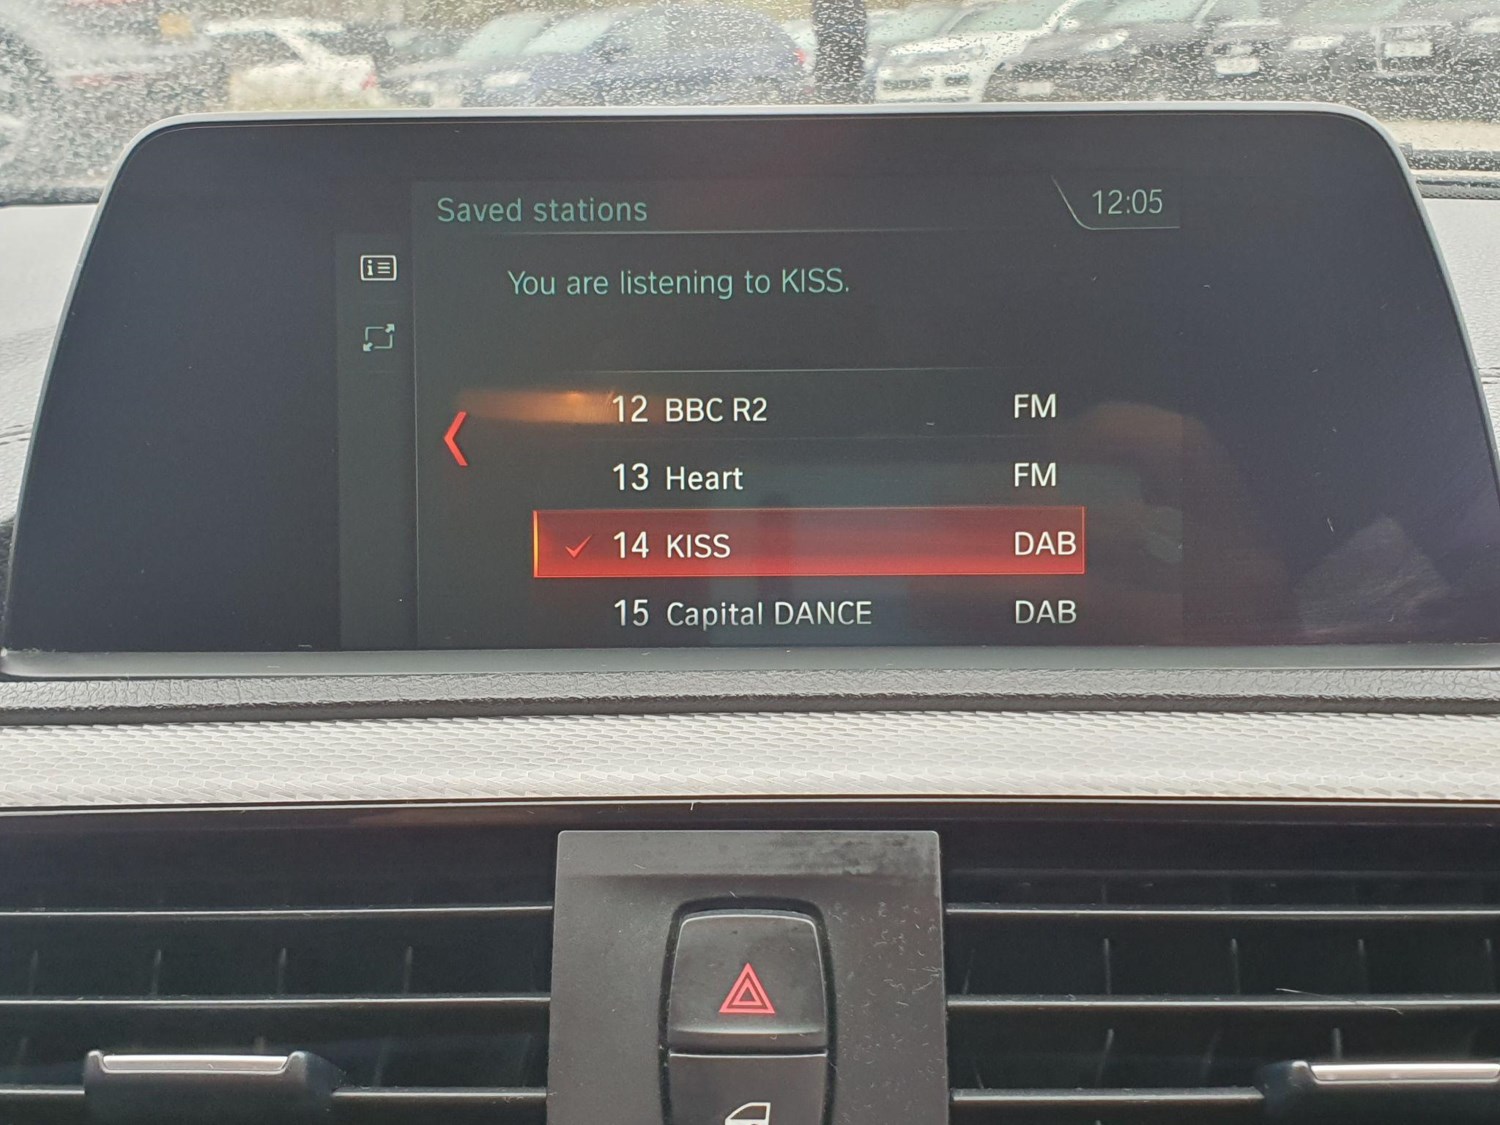 Saved stations 12:05
You are listening to KISS.
12 BBC R2 FM
13 Heart FM
14 KISS DAB
15 Capital DANCE DAB